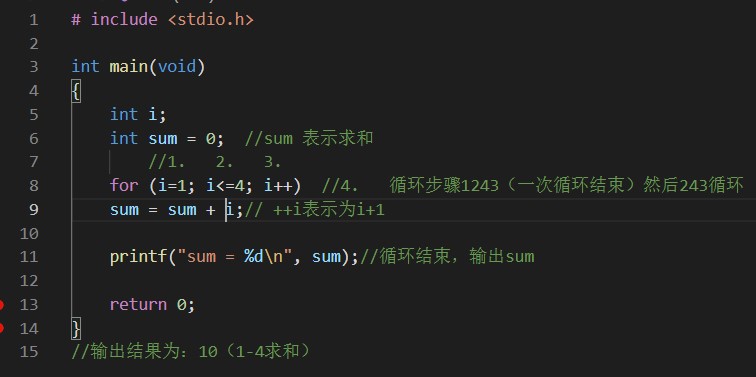 1 # include <stdio.h>
2
3 int main(void)
4 {
5 int i;
6 int sum = 0; //sum 表示求和
7 //1. 2. 3.
8 for (i=1; i<=4; i++) //4. 循环步骤1243（一次循环结束）然后243循环
9 sum = sum + i;// ++i表示为i+1
10
11 printf("sum = %d\n", sum);//循环结束，输出sum
12
13 return 0;
14 }
15 //输出结果为：10（1-4求和）